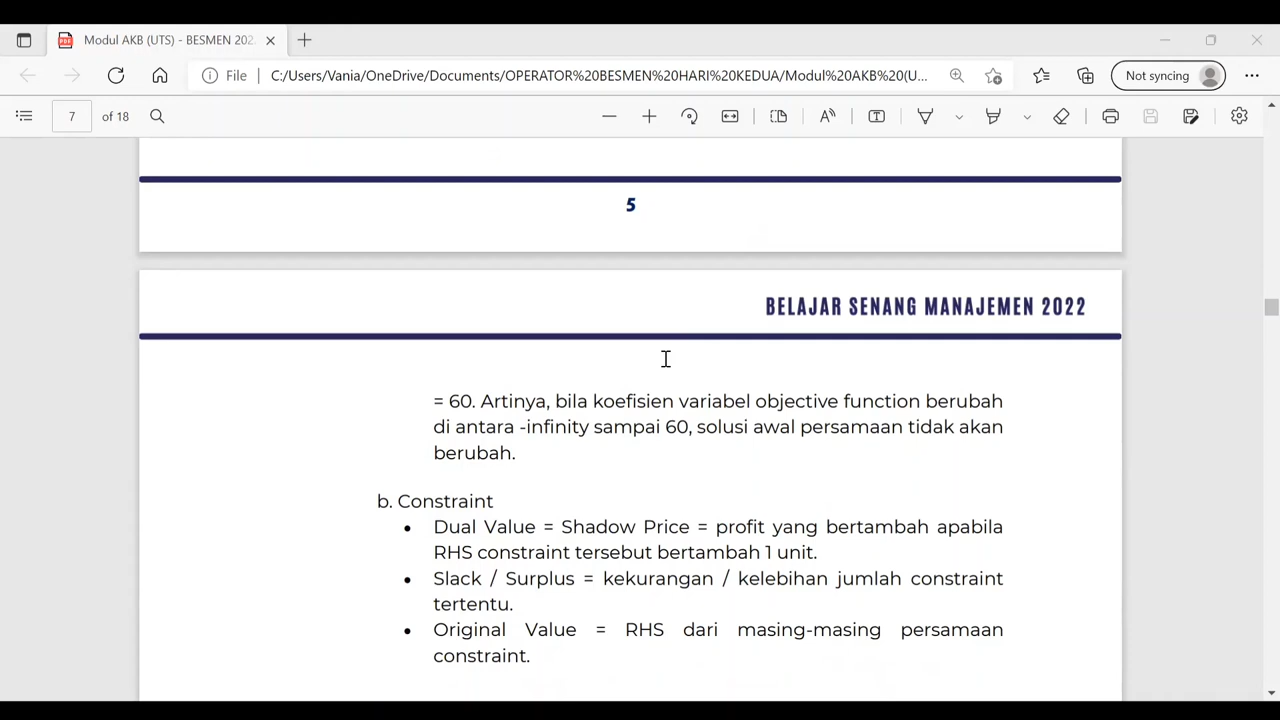 Modul AKB (UTS) - BESMEN 202
File
C:/Users/Vania/OneDrive/Documents/OPERATOR%20BESMEN%20HARI%20KEDUA/Modul%20AKB%20(U...
Not syncing
7 of 18
5
BELAJAR SENANG MANAJEMEN 2022
= 60. Artinya, bila koefisien variabel objective function berubah
di antara -infinity sampai 60, solusi awal persamaan tidak akan
berubah.
b. Constraint
• Dual Value = Shadow Price = profit yang bertambah apabila
RHS constraint tersebut bertambah 1 unit.
• Slack / Surplus = kekurangan / kelebihan jumlah constraint
tertentu.
• Original Value = RHS dari masing-masing persamaan
constraint.